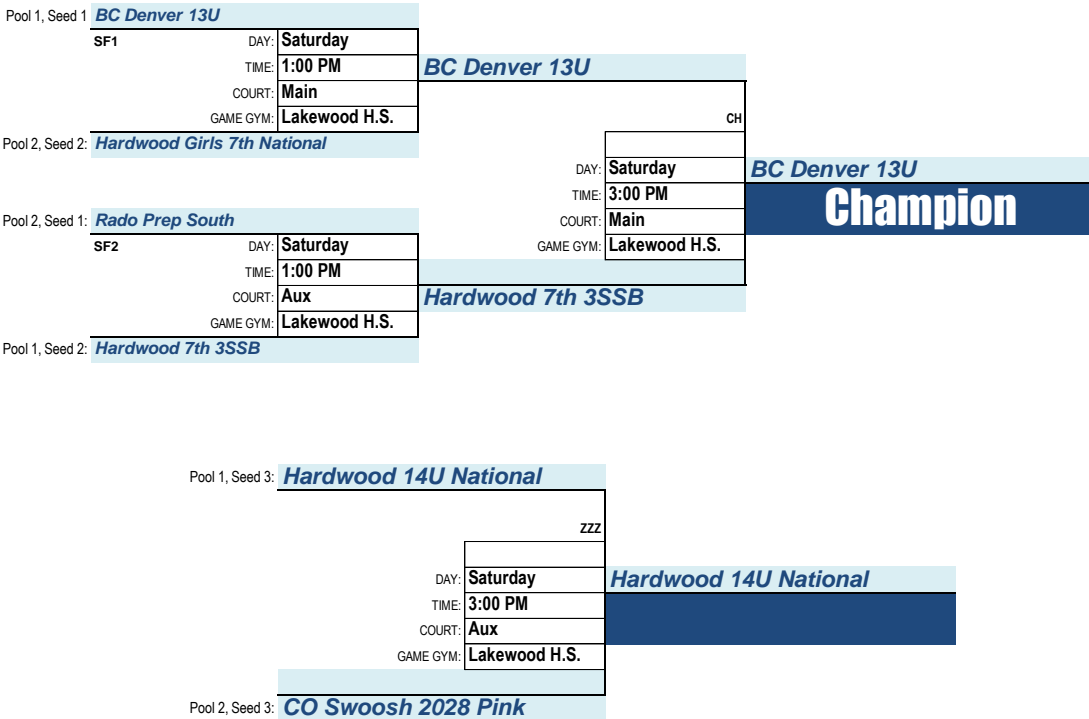 Pool 1, Seed 1 BC Denver 13U
SF1 DAY: Saturday
TIME: 1:00 PM BC Denver 13U
COURT: Main
GAME GYM: Lakewood H.S. CH
Pool 2, Seed 2: Hardwood Girls 7th National
DAY: Saturday BC Denver 13U
TIME: 3:00 PM Champion
Pool 2, Seed 1: Rado Prep South COURT: Main
SF2 DAY: Saturday GAME GYM: Lakewood H.S.
TIME: 1:00 PM
COURT: Aux Hardwood 7th 3SSB
GAME GYM: Lakewood H.S.
Pool 1, Seed 2: Hardwood 7th 3SSB
Pool 1, Seed 3: Hardwood 14U National
ZZZ
DAY: Saturday Hardwood 14U National
TIME: 3:00 PM
COURT: Aux
GAME GYM: Lakewood H.S.
Pool 2, Seed 3: CO Swoosh 2028 Pink